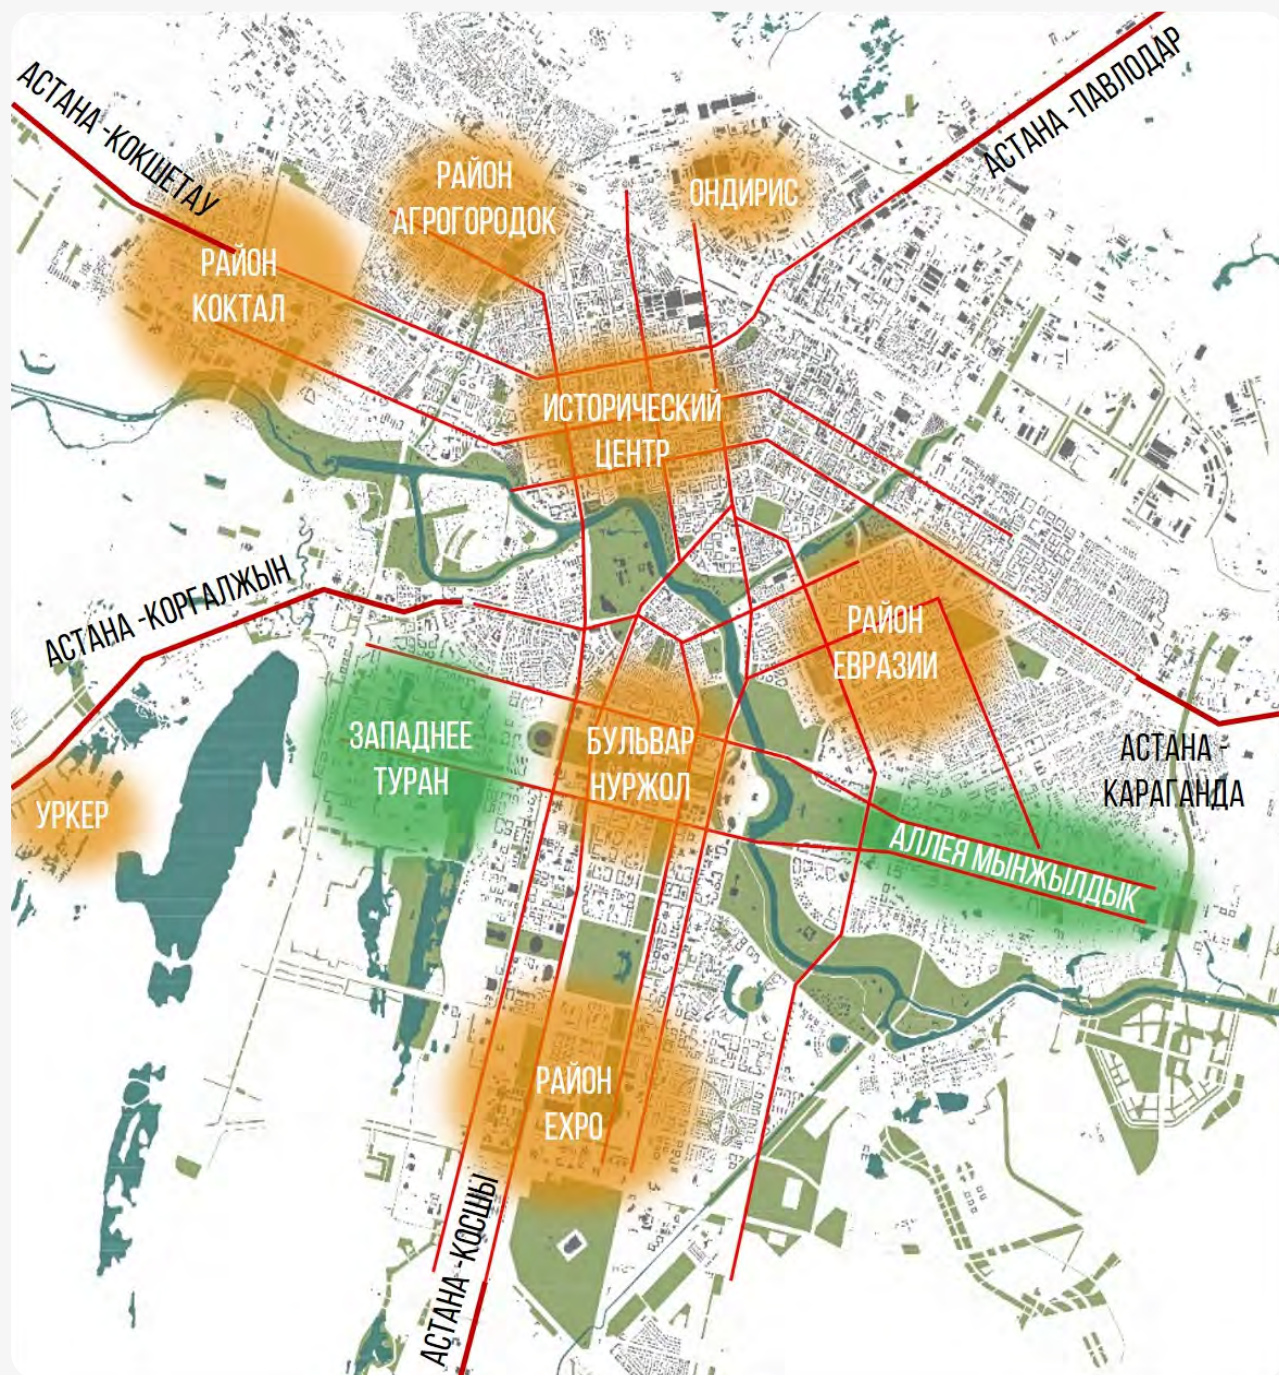 АСТАНА -КОКШЕТАУ
АСТАНА -ПАВЛОДАР
РАЙОН
АГРОГОРОДОК
ОНДИРИС
РАЙОН
КОКТАЛ
ИСТОРИЧЕСКИЙ
ЦЕНТР
АСТАНА -КОРГАЛЖЫН
РАЙОН
ЕВРАЗИИ
ЗАПАДНЕЕ
ТУРАН
БУЛЬВАР
НУРЖОЛ
АСТАНА -
КАРАГАНДА
УРКЕР
АЛЛЕЯ МЫНЖЫЛДЫК
РАЙОН
EXPO
АСТАНА -КОСШЫ